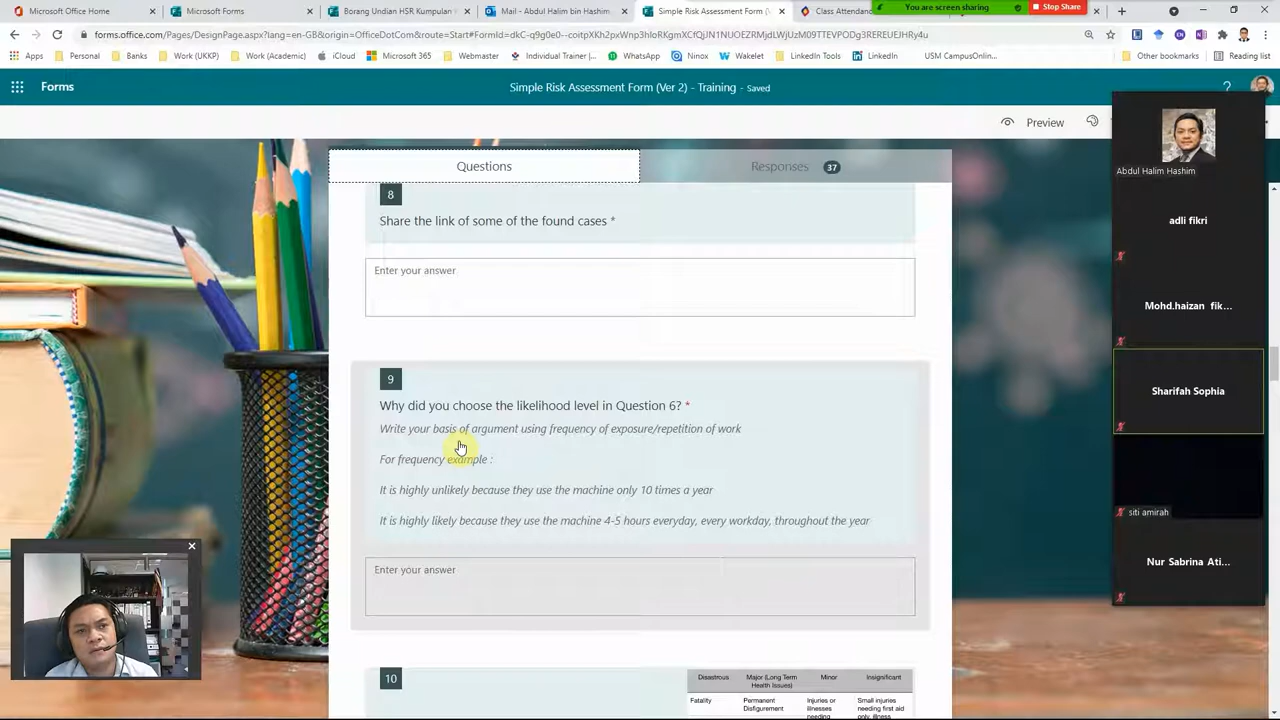 Microsoft Office Home
Microsoft Forms
Borang Undian HSR Kumpulan
Mail - Abdul Halim bin Hashim
Simple Risk Assessment Form (V
Class Attendanc
You are screen sharing
Stop Share
forms.office.com/Pages/DesignPage.aspx?lang=en-GB&origin=OfficeDotCom&route=Start#FormId=
Apps
Personal
Banks
Work (UKKP)
Work (Academic)
iCloud
Microsoft 365
Webmaster
Individual Trainer |...
WhatsApp
Ninox
Wakelet
LinkedIn Tools
LinkedIn
USM CampusOnlin...
Other bookmarks
Reading list
Forms
Simple Risk Assessment Form (Ver 2) - Training - Saved
?
Preview
Questions
Responses 37
8
Share the link of some of the found cases *
Enter your answer
9
Why did you choose the likelihood level in Question 6? *
Write your basis of argument using frequency of exposure/repetition of work
For frequency example :
It is highly unlikely because they use the machine only 10 times a year
It is highly likely because they use the machine 4-5 hours everyday, every workday, throughout the year
Enter your answer
10
Disastrous
Major (Long Term Health Issues)
Minor
Insignificant
Fatality
Permanent Disfigurement
Injuries or illnesses needing
Small injuries needing first aid only, illness
Abdul Halim Hashim
adli fikri
Mohd.haizan fik...
Sharifah Sophia
siti amirah
Nur Sabrina Ati...